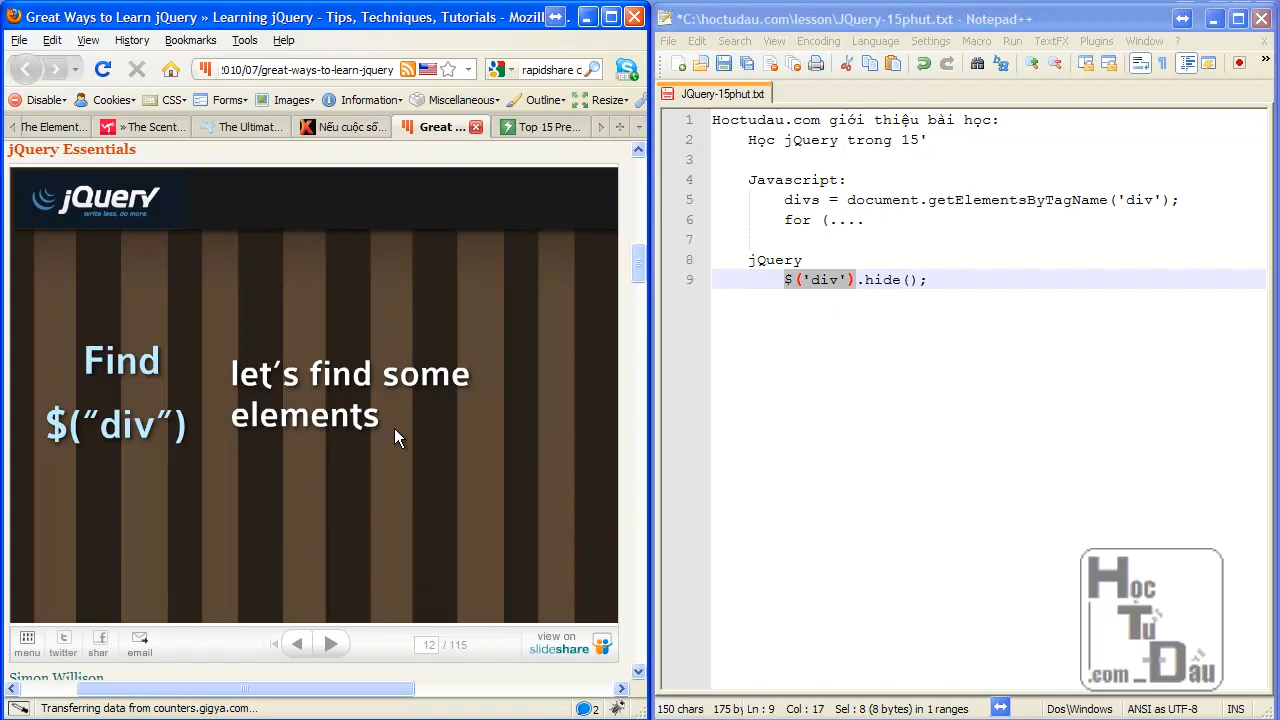 Great Ways to Learn jQuery » Learning jQuery - Tips, Techniques, Tutorials - Mozill
File Edit View History Bookmarks Tools Help
010/07/great-ways-to-learn-jquery
rapidshare c
Disable Cookies CSS Forms Images Information Miscellaneous Outline Resize
The Element... » The Scent... The Ultimat... Nếu cuộc số... Great ... Top 15 Pre...
jQuery Essentials
jQuery
write less, do more.
Find
$("div")
let's find some
elements
menu twitter shar email
12 / 115
view on
slideshare
Simon Willison
Transferring data from counters.gigya.com...
2
*C:\hoctudau.com\lesson\JQuery-15phut.txt - Notepad++
File Edit Search View Encoding Language Settings Macro Run TextFX Plugins Window ? X
JQuery-15phut.txt
1 Hoctudau.com giới thiệu bài học:
2 Học jQuery trong 15'
3
4 Javascript:
5 divs = document.getElementsByTagName('div');
6 for (....
7
8 jQuery
9 $('div').hide();
Học
Từ
.com_Đầu
150 chars 175 by Ln : 9 Col : 17 Sel : 8 (8 bytes) in 1 ranges Dos\Windows ANSI as UTF-8 INS